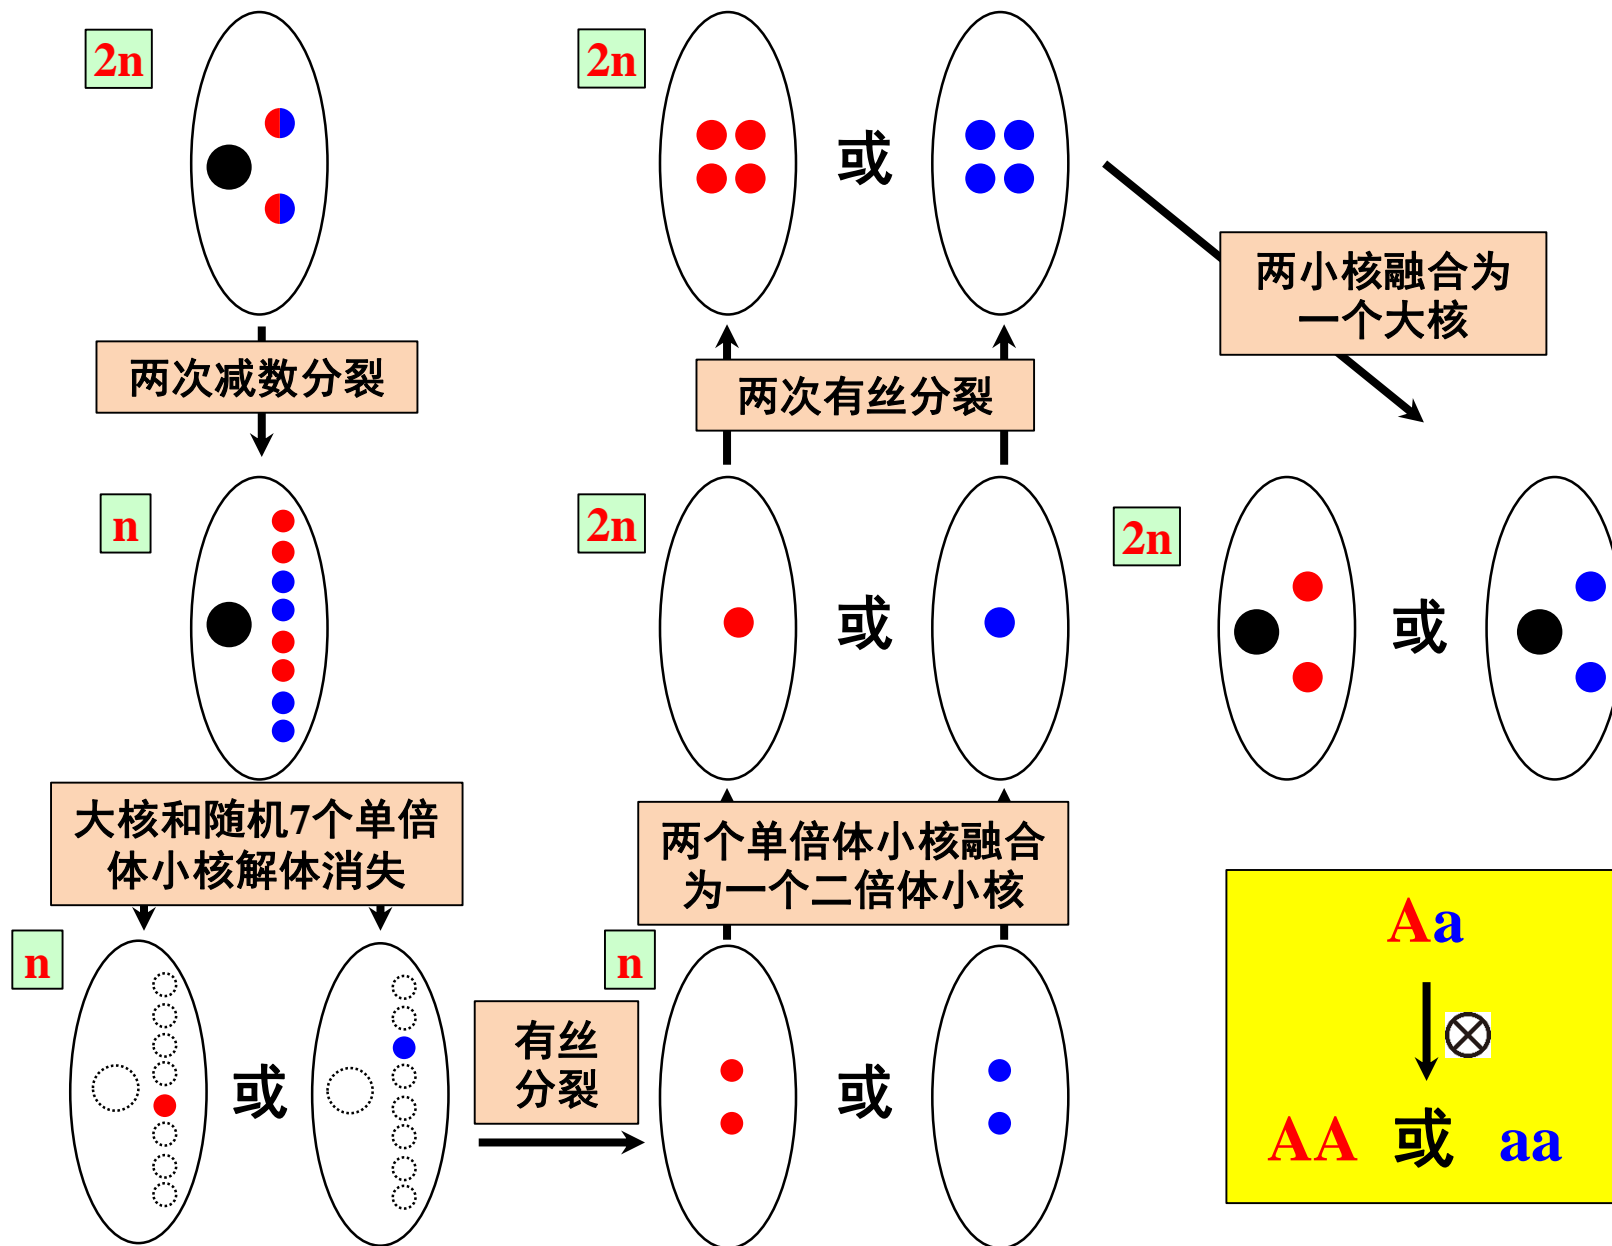 2n
两次减数分裂
n
大核和随机7个单倍
体小核解体消失
n
或
有丝
分裂
n
或
两个单倍体小核融合
为一个二倍体小核
2n
或
两次有丝分裂
2n
或
两小核融合为
一个大核
2n
或
Aa
AA 或 aa